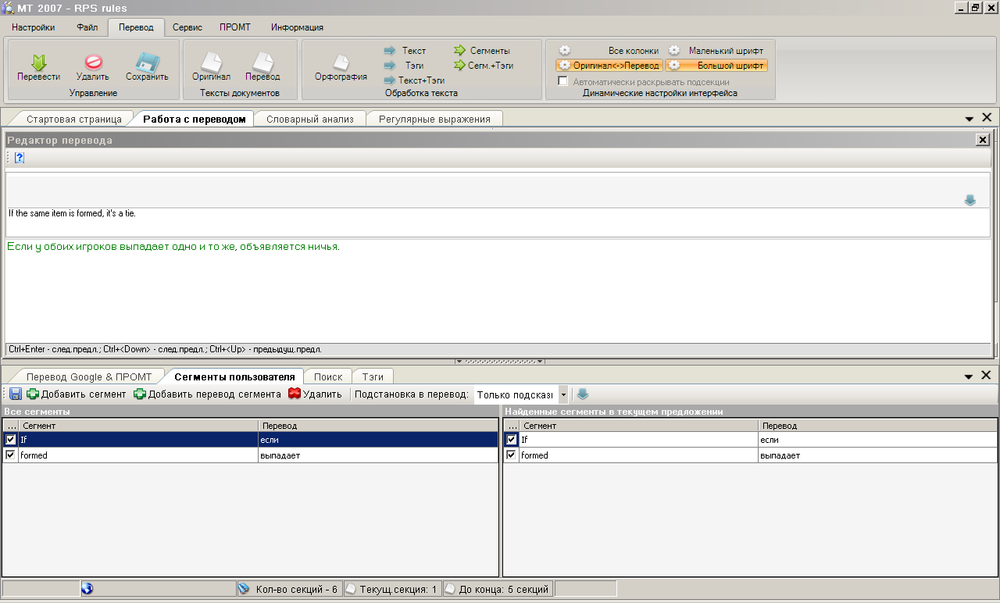 MT 2007 - RPS rules
Настройки Файл Перевод Сервис ПРОМТ Информация
Перевести Удалить Сохранить
Управление
Оригинал Перевод
Тексты документов
Орфография
Текст Сегменты
Тэги Сегм.+Тэги
Текст+Тэги
Обработка текста
Все колонки Маленький шрифт
Оригинал<->Перевод Большой шрифт
Автоматически раскрывать подсекции
Динамические настройки интерфейса
Стартовая страница Работа с переводом Словарный анализ Регулярные выражения
Редактор перевода
If the same item is formed, it's a tie.
Если у обоих игроков выпадает одно и то же, объявляется ничья.
Ctrl+Enter - след.предл.; Ctrl+<Down> - след.предл.; Ctrl+<Up> - предыдущ.предл.
Перевод Google & ПРОМТ Сегменты пользователя Поиск Тэги
Добавить сегмент Добавить перевод сегмента Удалить Подстановка в перевод: Только подсказ
Все сегменты
... Сегмент Перевод
If если
formed выпадает
Найденные сегменты в текущем предложении
... Сегмент Перевод
If если
formed выпадает
Кол-во секций - 6 Текущ.секция: 1 До конца: 5 секций